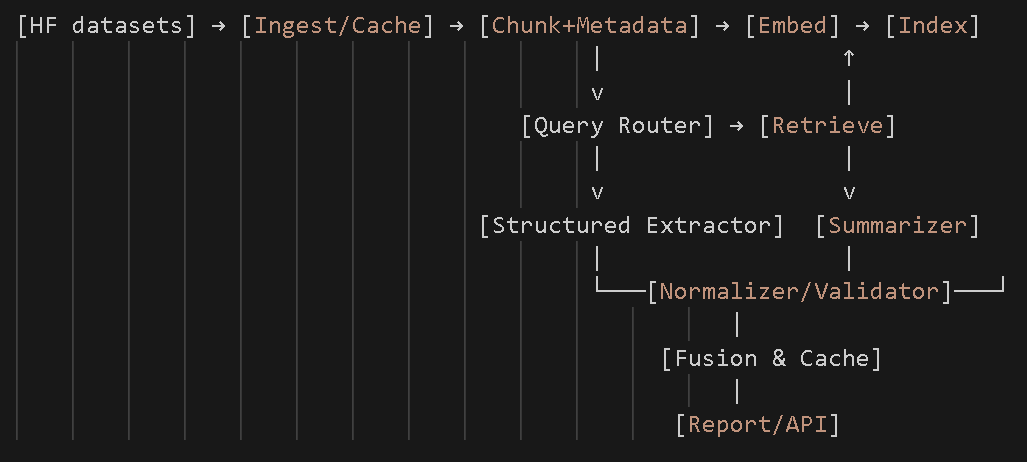 [HF datasets] → [Ingest/Cache] → [Chunk+Metadata] → [Embed] → [Index]
| ↑
v |
[Query Router] → [Retrieve]
| |
v v
[Structured Extractor] [Summarizer]
| |
└───[Normalizer/Validator]───┘
|
[Fusion & Cache]
|
[Report/API]